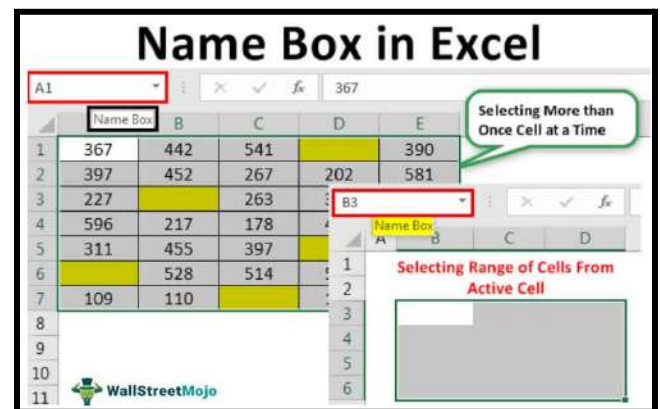 Name Box in Excel
A1 fx 367
Name Box B C D E
Selecting More than
Once Cell at a Time
1 367 442 541 390
2 397 452 267 202 581
3 227 263
4 596 217 178
5 311 455 397
6 528 514
7 109 110
8
9
10
11
B3 fx
Name Box
A B C D
1 Selecting Range of Cells From
2 Active Cell
3
4
5
6
WallStreetMojo